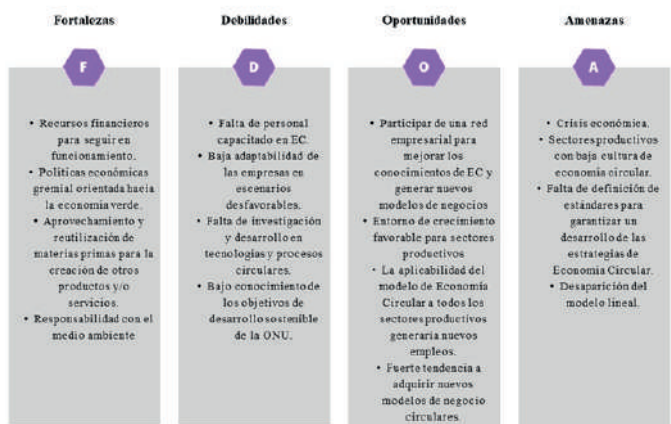 Fortalezas
Debilidades
Oportunidades
Amenazas
F
D
O
A
• Recursos financieros
para seguir en
funcionamiento.
• Políticas económicas
gremial orientada hacia
la economía verde.
• Aprovechamiento y
reutilización de
materias primas para la
creación de otros
productos y/o
servicios.
• Responsabilidad con el
medio ambiente
• Falta de personal
capacitado en EC.
• Baja adaptabilidad de
las empresas en
escenarios
desfavorables.
• Falta de investigación
y desarrollo en
tecnologías y procesos
circulares.
• Bajo conocimiento de
los objetivos de
desarrollo sostenible
de la ONU.
• Participar de una red
empresarial para
mejorar los
conocimientos de EC y
generar nuevos
modelos de negocios
• Entorno de crecimiento
favorable para sectores
productivos
• La aplicabilidad del
modelo de Economía
Circular a todos los
sectores productivos
generaría nuevos
empleos.
• Fuerte tendencia a
adquirir nuevos
modelos de negocio
circulares.
• Crisis económica.
• Sectores productivos
con baja cultura de
economía circular.
• Falta de definición de
estándares para
garantizar un
desarrollo de las
estrategias de
Economía Circular.
• Desaparición del
modelo lineal.